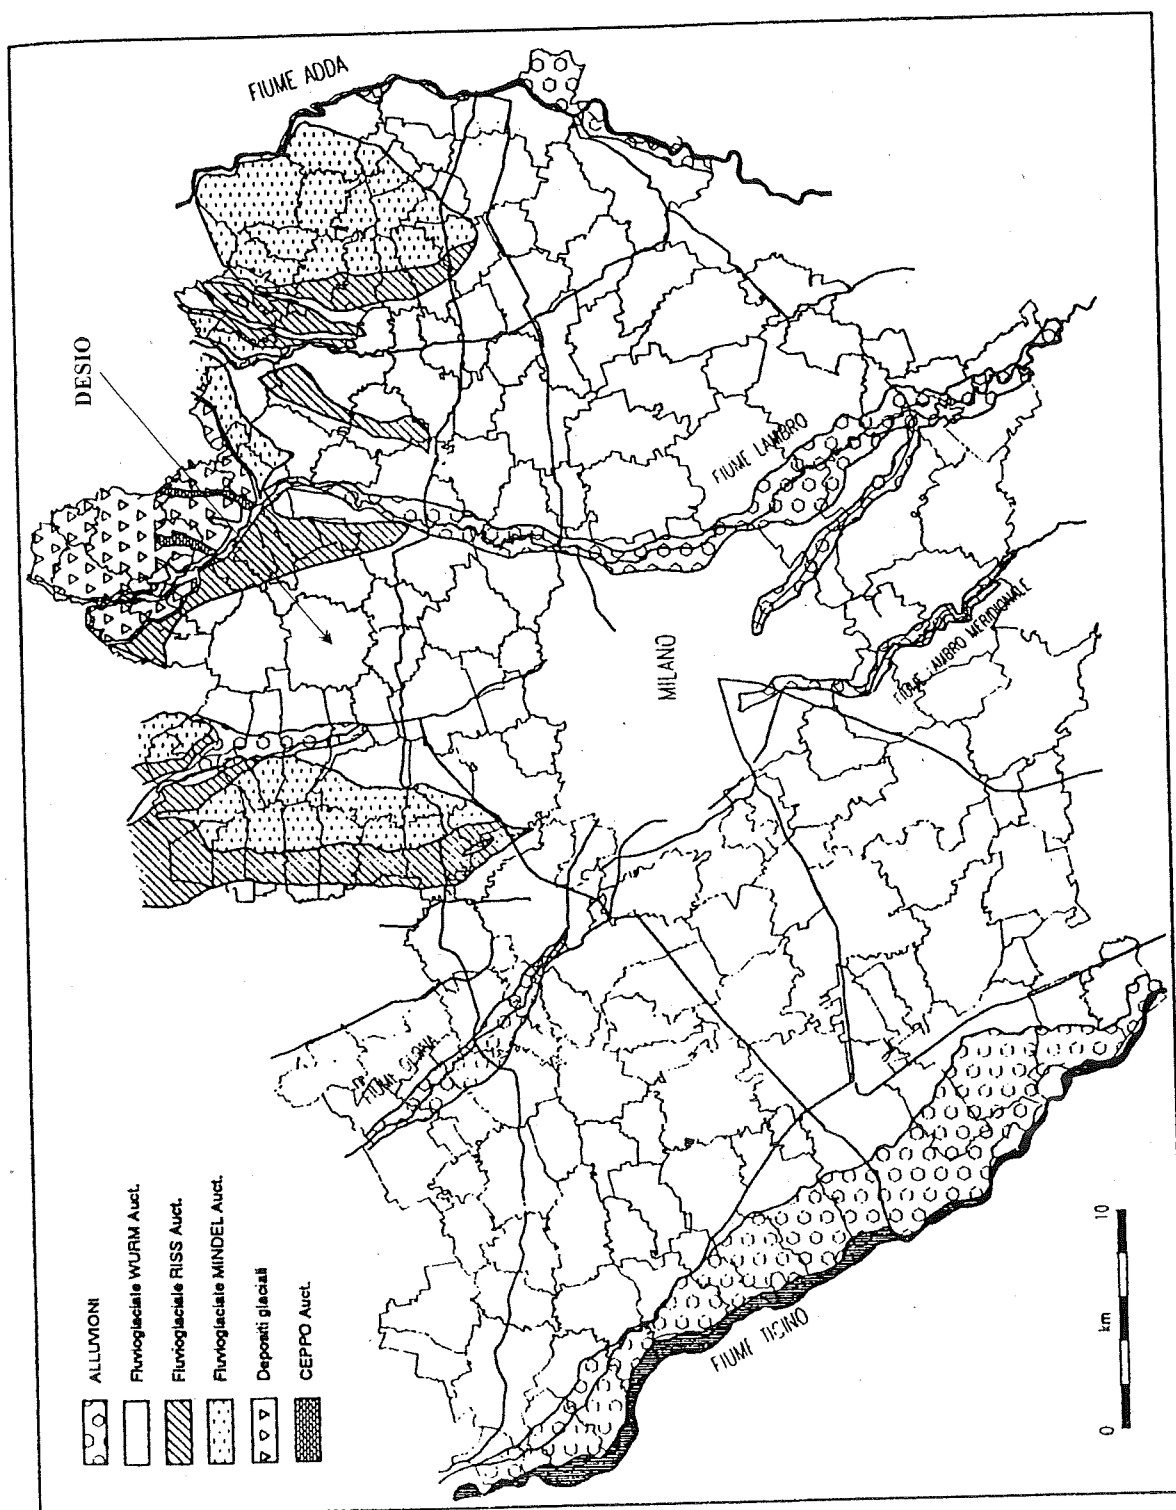 FIUME ADDA
DESIO
FIUME LAMBRO
MILANO
FIUME LAMBRO MERIDIONALE
FIUME OLONA
FIUME TICINO
ALLUVIONI
Fluvioglaciale WURM Auct.
Fluvioglaciale RISS Auct.
Fluvioglaciale MINDEL Auct.
Depositi glaciali
CEPPO Auct.
0 km 10